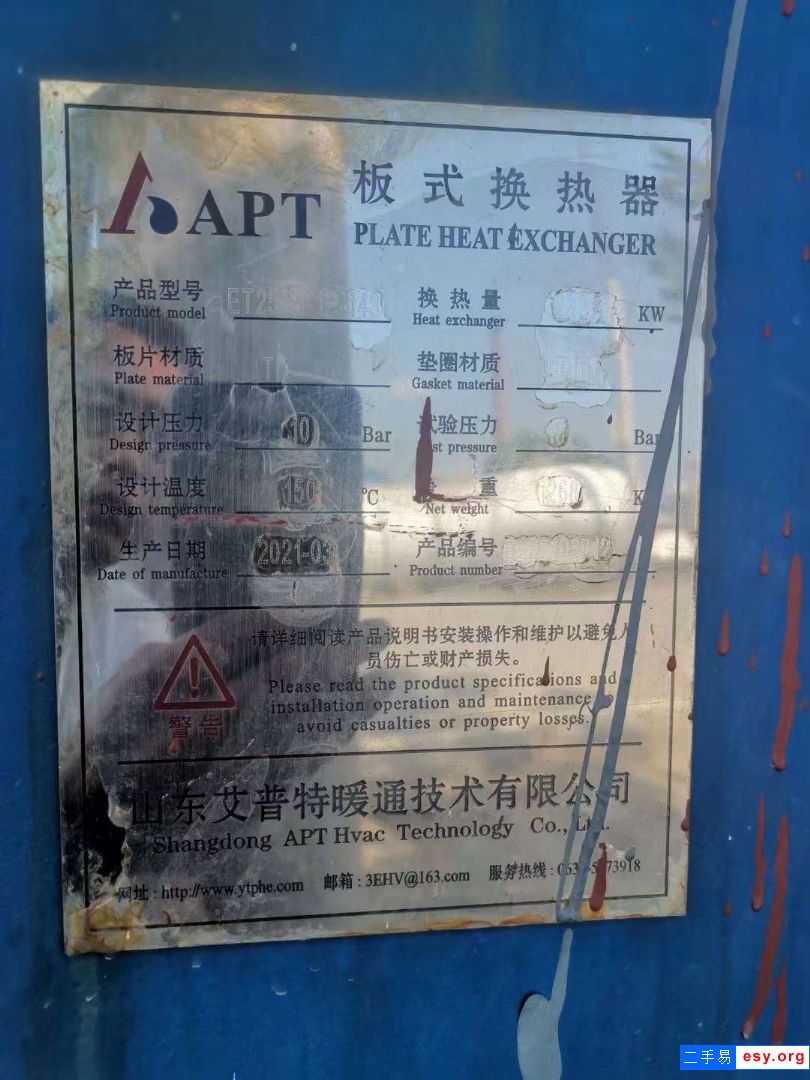 APT 板式换热器
PLATE HEAT EXCHANGER
产品型号 换热量 KW
Product model Heat exchanger
板片材质 垫圈材质
Plate material Gasket material
设计压力 10 Bar 试验压力 Bar
Design pressure pressure
设计温度 150 ℃ 重
Design temperature Net weight
生产日期 2021-03 产品编号
Date of manufacture Product number
请详细阅读产品说明书安装操作和维护以避免人
员伤亡或财产损失。
Please read the product specifications and
installation operation and maintenance
avoid casualties or property losses.
警告
山东艾普特暖通技术有限公司
Shangdong APT Hvac Technology Co., Ltd.
网址 : http://www.ytphe.com 邮箱 : 3EHV@163.com 服务热线 :
二手易 esy.org